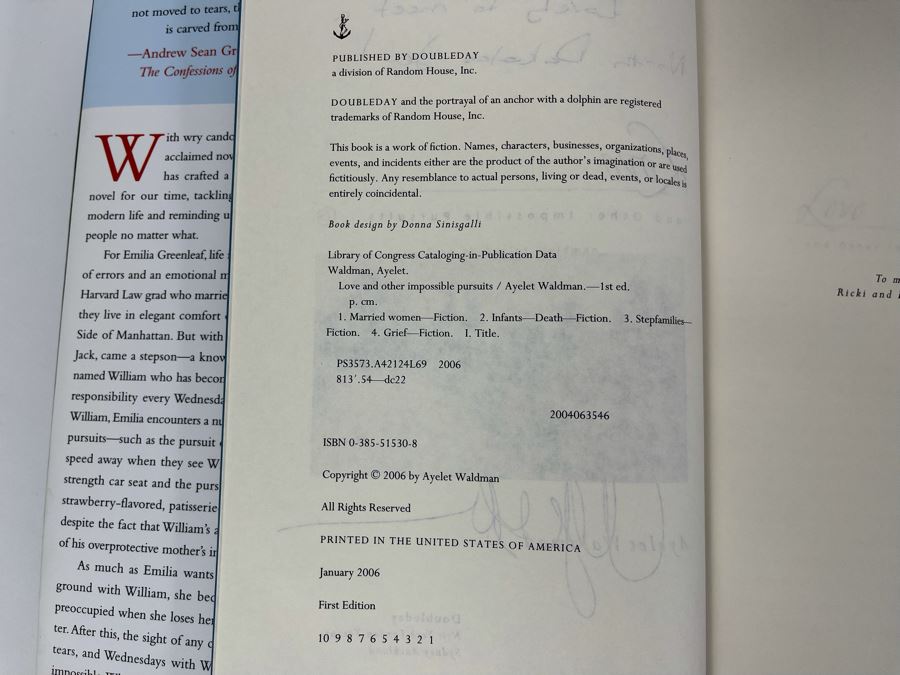 not moved to tears, t
is carved from
—Andrew Sean Gr
The Confessions of
With wry cando
acclaimed nov
has crafted a
novel for our time, tackling
modern life and reminding u
people no matter what.
For Emilia Greenleaf, life
of errors and an emotional m
Harvard Law grad who marrie
they live in elegant comfort
Side of Manhattan. But with
Jack, came a stepson—a know
named William who has becom
responsibility every Wednesda
William, Emilia encounters a nu
pursuits—such as the pursuit
speed away when they see W
strength car seat and the purs
strawberry-flavored, patisserie
despite the fact that William's a
of his overprotective mother's in
As much as Emilia wants
ground with William, she bec
preoccupied when she loses her
ter. After this, the sight of any c
tears, and Wednesdays with W
PUBLISHED BY DOUBLEDAY
a division of Random House, Inc.
DOUBLEDAY and the portrayal of an anchor with a dolphin are registered
trademarks of Random House, Inc.
This book is a work of fiction. Names, characters, businesses, organizations, places,
events, and incidents either are the product of the author's imagination or are used
fictitiously. Any resemblance to actual persons, living or dead, events, or locales is
entirely coincidental.
Book design by Donna Sinisgalli
Library of Congress Cataloging-in-Publication Data
Waldman, Ayelet.
Love and other impossible pursuits / Ayelet Waldman.—1st ed.
p. cm.
1. Married women—Fiction. 2. Infants—Death—Fiction. 3. Stepfamilies—
Fiction. 4. Grief—Fiction. I. Title.
PS3573.A42124L69 2006
813'.54—dc22
2004063546
ISBN 0-385-51530-8
Copyright © 2006 by Ayelet Waldman
All Rights Reserved
PRINTED IN THE UNITED STATES OF AMERICA
January 2006
First Edition
10 9 8 7 6 5 4 3 2 1
Love
To m
Ricki and